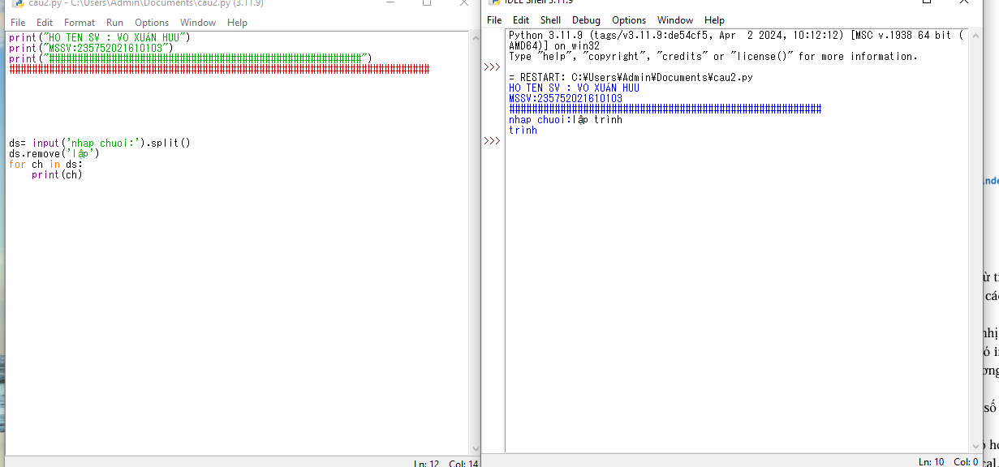 cau2.py - C:\Users\Admin\Documents\cau2.py (3.11.9)
File Edit Format Run Options Window Help
print("HO TEN SV : VO XUÁN HUU")
print("MSSV:235752021610103")
print("#######################################################")
##########################################################################
ds= input('nhap chuoi:').split()
ds.remove('lập')
for ch in ds:
    print(ch)
Ln: 12 Col: 14
IDLE Shell 3.11.9
File Edit Shell Debug Options Window Help
Python 3.11.9 (tags/v3.11.9:de54cf5, Apr  2 2024, 10:12:12) [MSC v.1938 64 bit (
AMD64)] on win32
Type "help", "copyright", "credits" or "license()" for more information.
>>>
= RESTART: C:¥Users¥Admin¥Documents¥cau2.py
HO TEN SV : VO XUÁN HUU
MSSV:235752021610103
#######################################################
nhap chuoi:lập trình
trình
>>>
Ln: 10 Col: 0
số